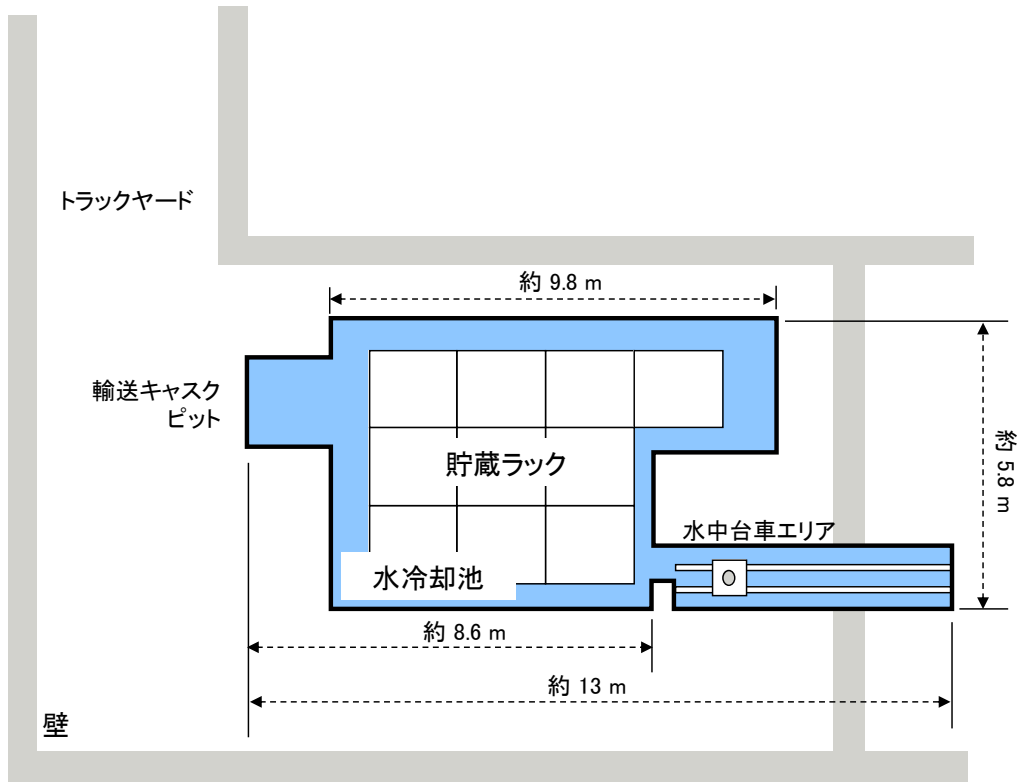 トラックヤード
約 9.8 m
輸送キャスク
ピット
約 5.8 m
貯蔵ラック
水中台車エリア
水冷却池
約 8.6 m
約 13 m
壁